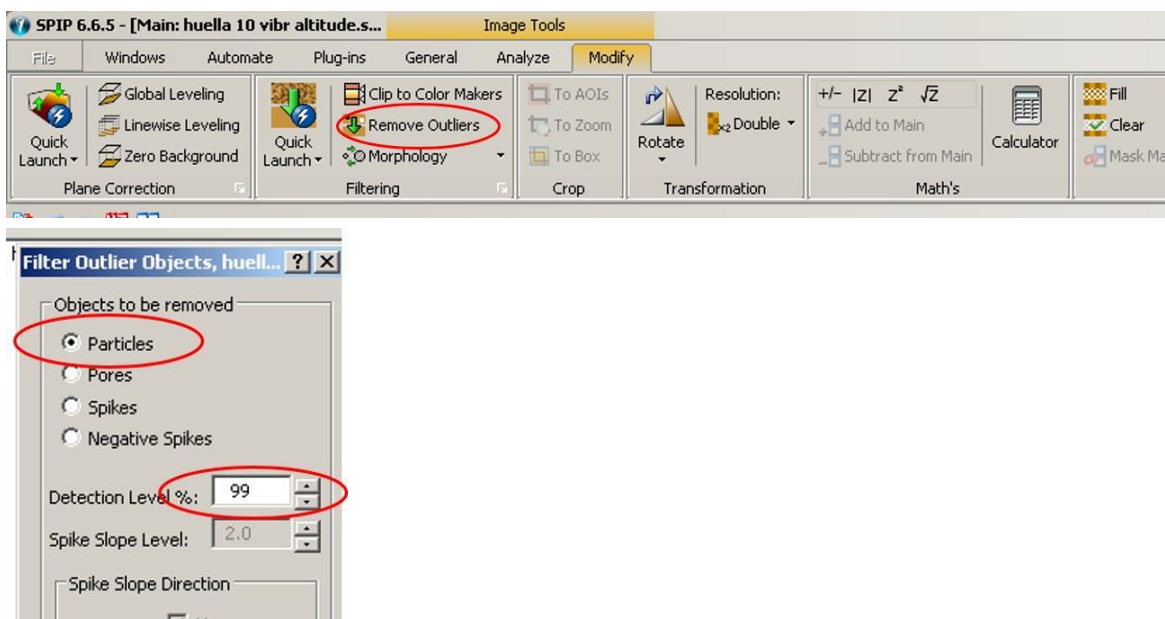 SPIP 6.6.5 - [Main: huella 10 vibr altitude.s... Image Tools
File Windows Automate Plug-ins General Analyze Modify
Quick Launch
Global Leveling
Linewise Leveling
Zero Background
Plane Correction
Quick Launch
Clip to Color Makers
Remove Outliers
Morphology
Filtering
To AOIs
To Zoom
To Box
Crop
Rotate
Resolution:
x2 Double
Transformation
+/- |Z| Z² √Z
Add to Main
Subtract from Main
Calculator
Math's
Fill
Clear
Mask Ma
Filter Outlier Objects, huell... ? X
Objects to be removed
Particles
Pores
Spikes
Negative Spikes
Detection Level %: 99
Spike Slope Level: 2.0
Spike Slope Direction